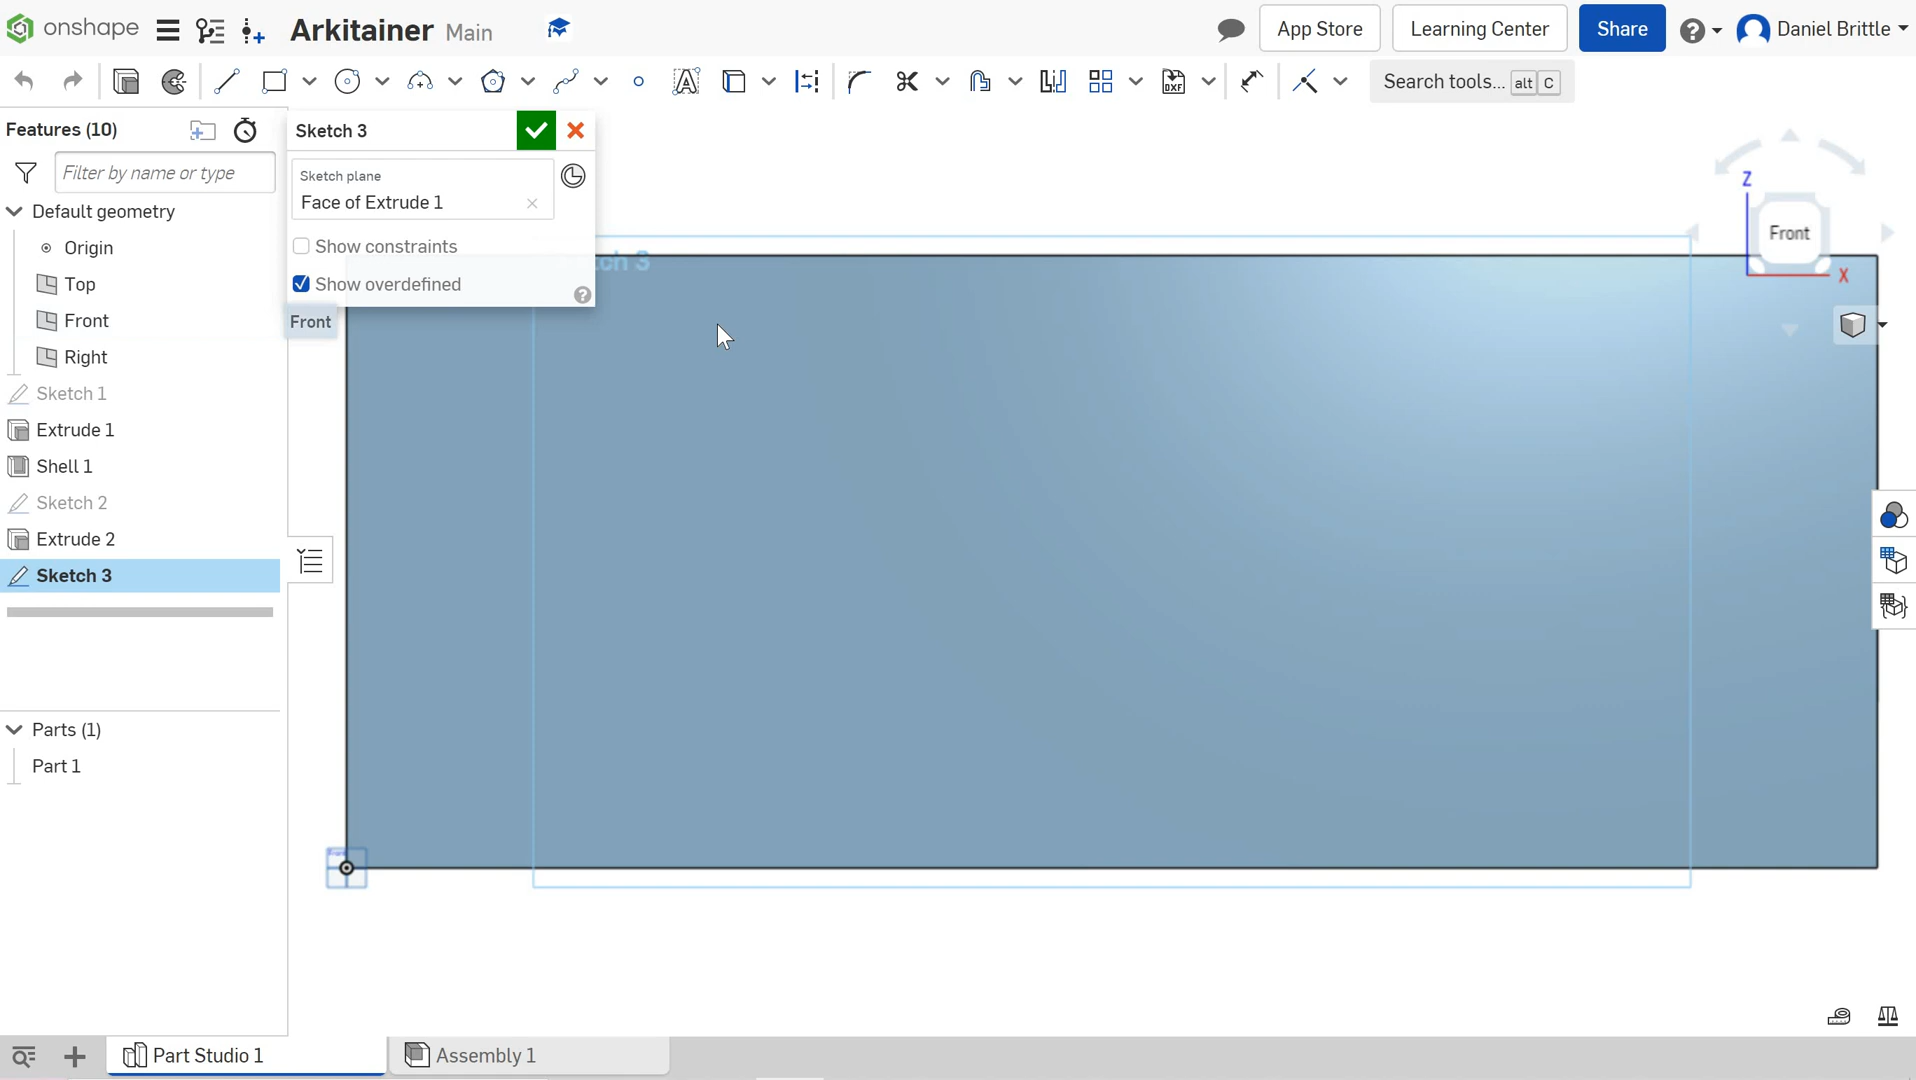 onshape
Arkitainer Main
App Store
Learning Center
Share
Daniel Brittle
Search tools... alt C
DXF
Features (10)
Filter by name or type
Default geometry
Origin
Top
Front
Right
Sketch 1
Extrude 1
Shell 1
Sketch 2
Extrude 2
Sketch 3
Parts (1)
Part 1
Sketch 3
Sketch plane
Face of Extrude 1
Show constraints
Show overdefined
Front
Z
Front
X
Part Studio 1
Assembly 1